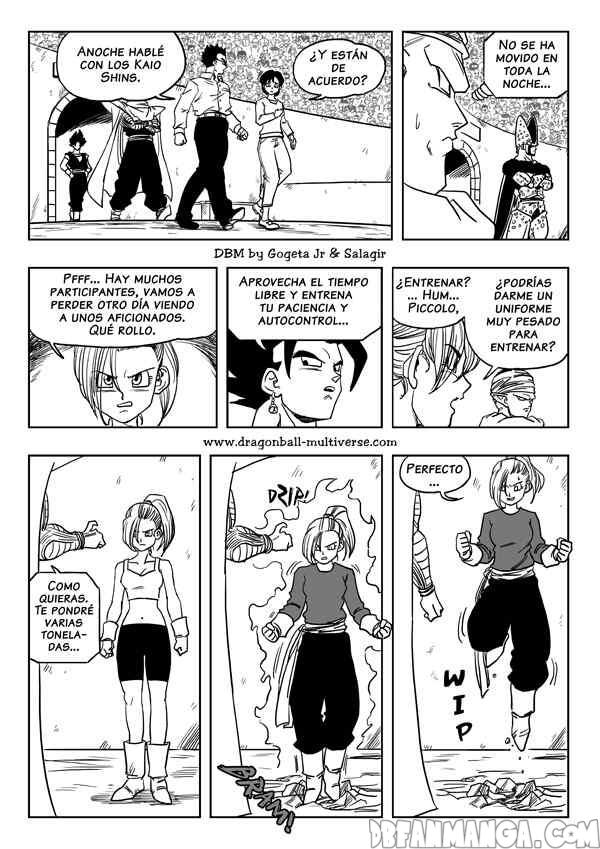 ANOCHE HABLÉ
CON LOS KAIO
SHINS.
¿Y ESTÁN
DE
ACUERDO?
NO SE HA
MOVIDO EN
TODA LA
NOCHE...
DBM by Gogeta Jr & Salagir
PFFF... HAY MUCHOS
PARTICIPANTES, VAMOS A
PERDER OTRO DÍA VIENDO
A UNOS AFICIONADOS.
QUÉ ROLLO.
APROVECHA EL TIEMPO
LIBRE Y ENTRENA
TU PACIENCIA Y
AUTOCONTROL...
¿ENTRENAR?
... HUM...
PICCOLO,
¿PODRÍAS
DARME UN
UNIFORME
MUY PESADO
PARA
ENTRENAR?
www.dragonball-multiverse.com
COMO
QUIERAS.
TE PONDRÉ
VARIAS
TONELA-
DAS...
DZIP!
BRAM!
PERFECTO
...
WIP
DBFANMANGA.COM